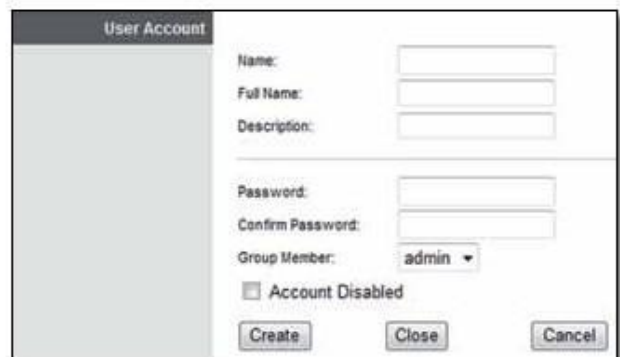 User Account
Name:
Full Name:
Description:
Password:
Confirm Password:
Group Member: admin
Account Disabled
Create Close Cancel